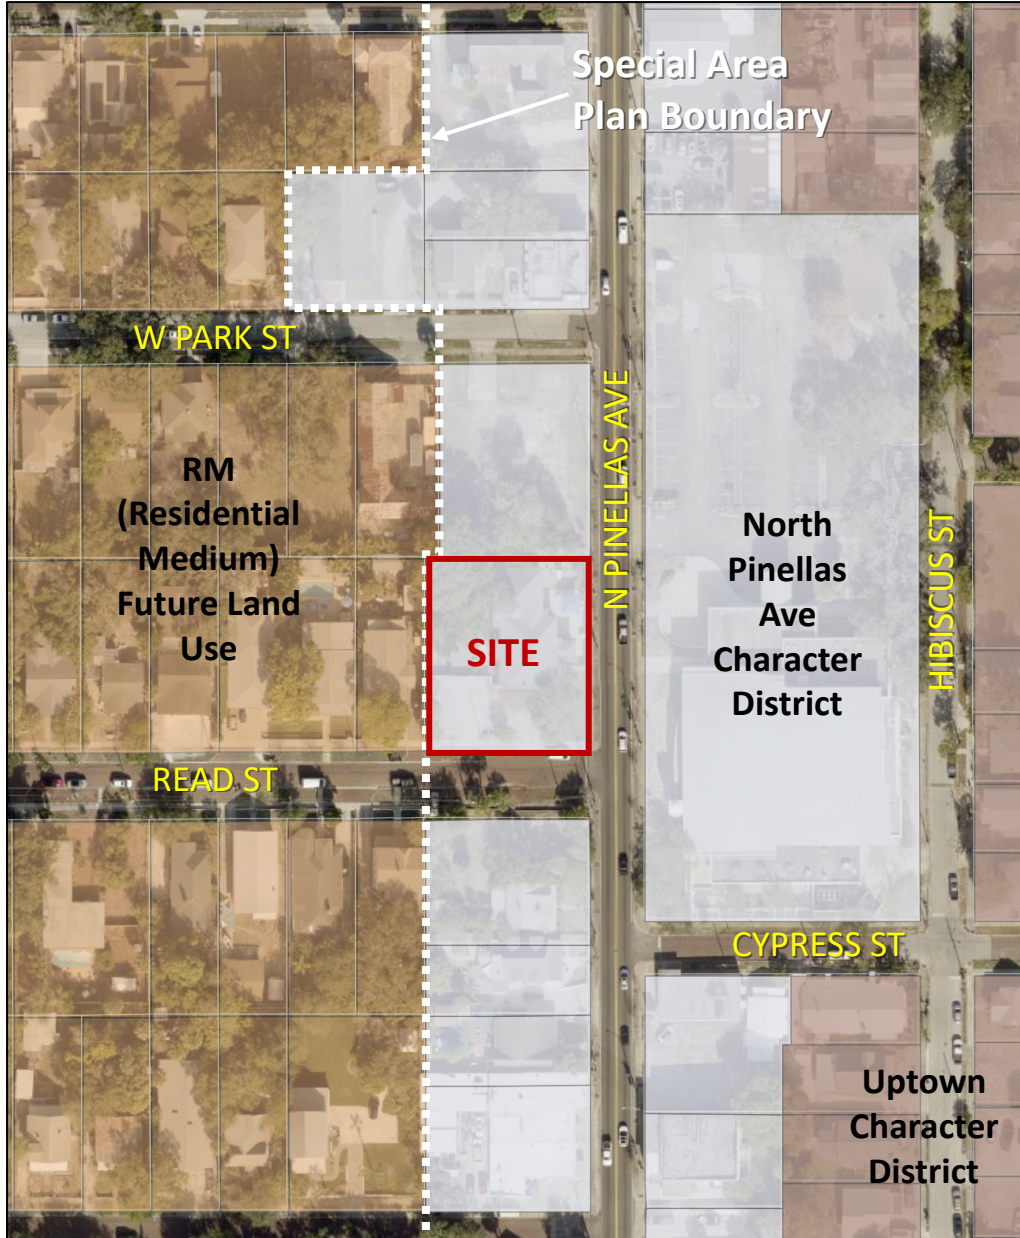 Special Area
Plan Boundary
W PARK ST
N PINELLAS AVE
RM
(Residential
Medium)
Future Land
Use
North
Pinellas
Ave
Character
District
HIBISCUS ST
SITE
READ ST
CYPRESS ST
Uptown
Character
District